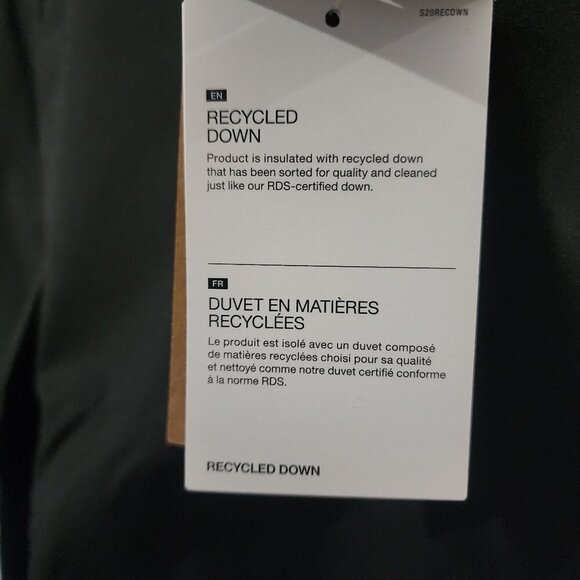 S20RECDWN
EN
RECYCLED
DOWN
Product is insulated with recycled down
that has been sorted for quality and cleaned
just like our RDS-certified down.
FR
DUVET EN MATIÈRES
RECYCLÉES
Le produit est isolé avec un duvet composé
de matières recyclées choisi pour sa qualité
et nettoyé comme notre duvet certifié conforme
à la norme RDS.
RECYCLED DOWN